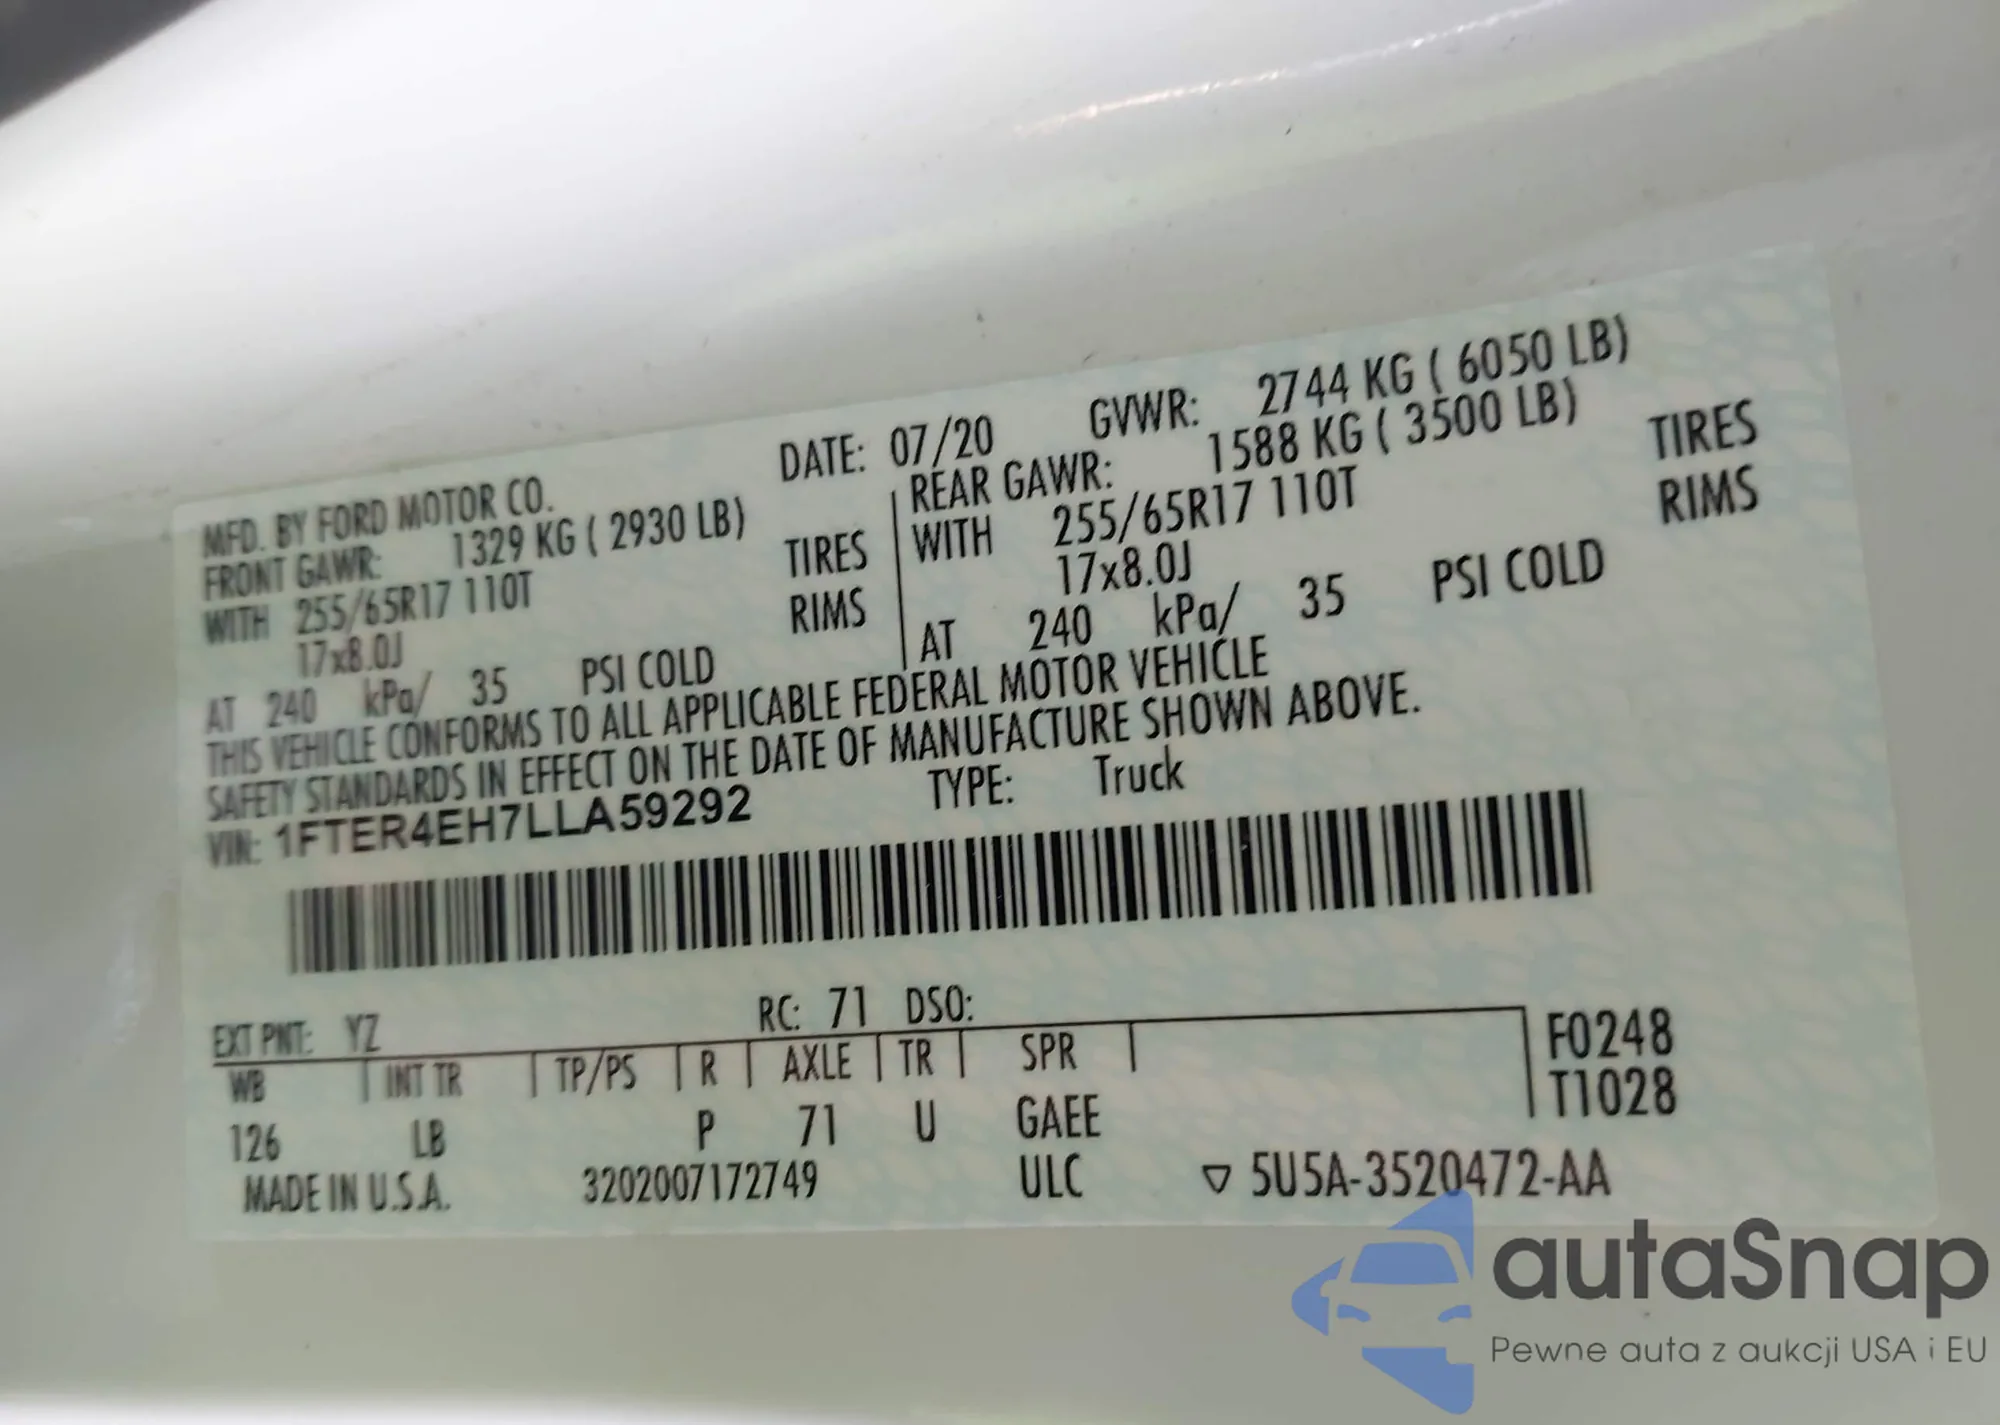 MFD. BY FORD MOTOR CO. DATE: 07/20 GVWR: 2744 KG ( 6050 LB)
FRONT GAWR: 1329 KG ( 2930 LB) REAR GAWR: 1588 KG ( 3500 LB)
WITH 255/65R17 110T TIRES WITH 255/65R17 110T TIRES
17x8.0J RIMS 17x8.0J RIMS
AT 240 kPa/ 35 PSI COLD AT 240 kPa/ 35 PSI COLD
THIS VEHICLE CONFORMS TO ALL APPLICABLE FEDERAL MOTOR VEHICLE
SAFETY STANDARDS IN EFFECT ON THE DATE OF MANUFACTURE SHOWN ABOVE.
VIN: 1FTER4EH7LLA59292 TYPE: Truck
EXT PNT: YZ RC: 71 DSO:
WB INT TR TP/PS R AXLE TR SPR F0248
126 LB P 71 U GAEE T1028
MADE IN U.S.A. 3202007172749 ULC ▽ 5U5A-3520472-AA
autaSnap
Pewne auta z aukcji USA i EU